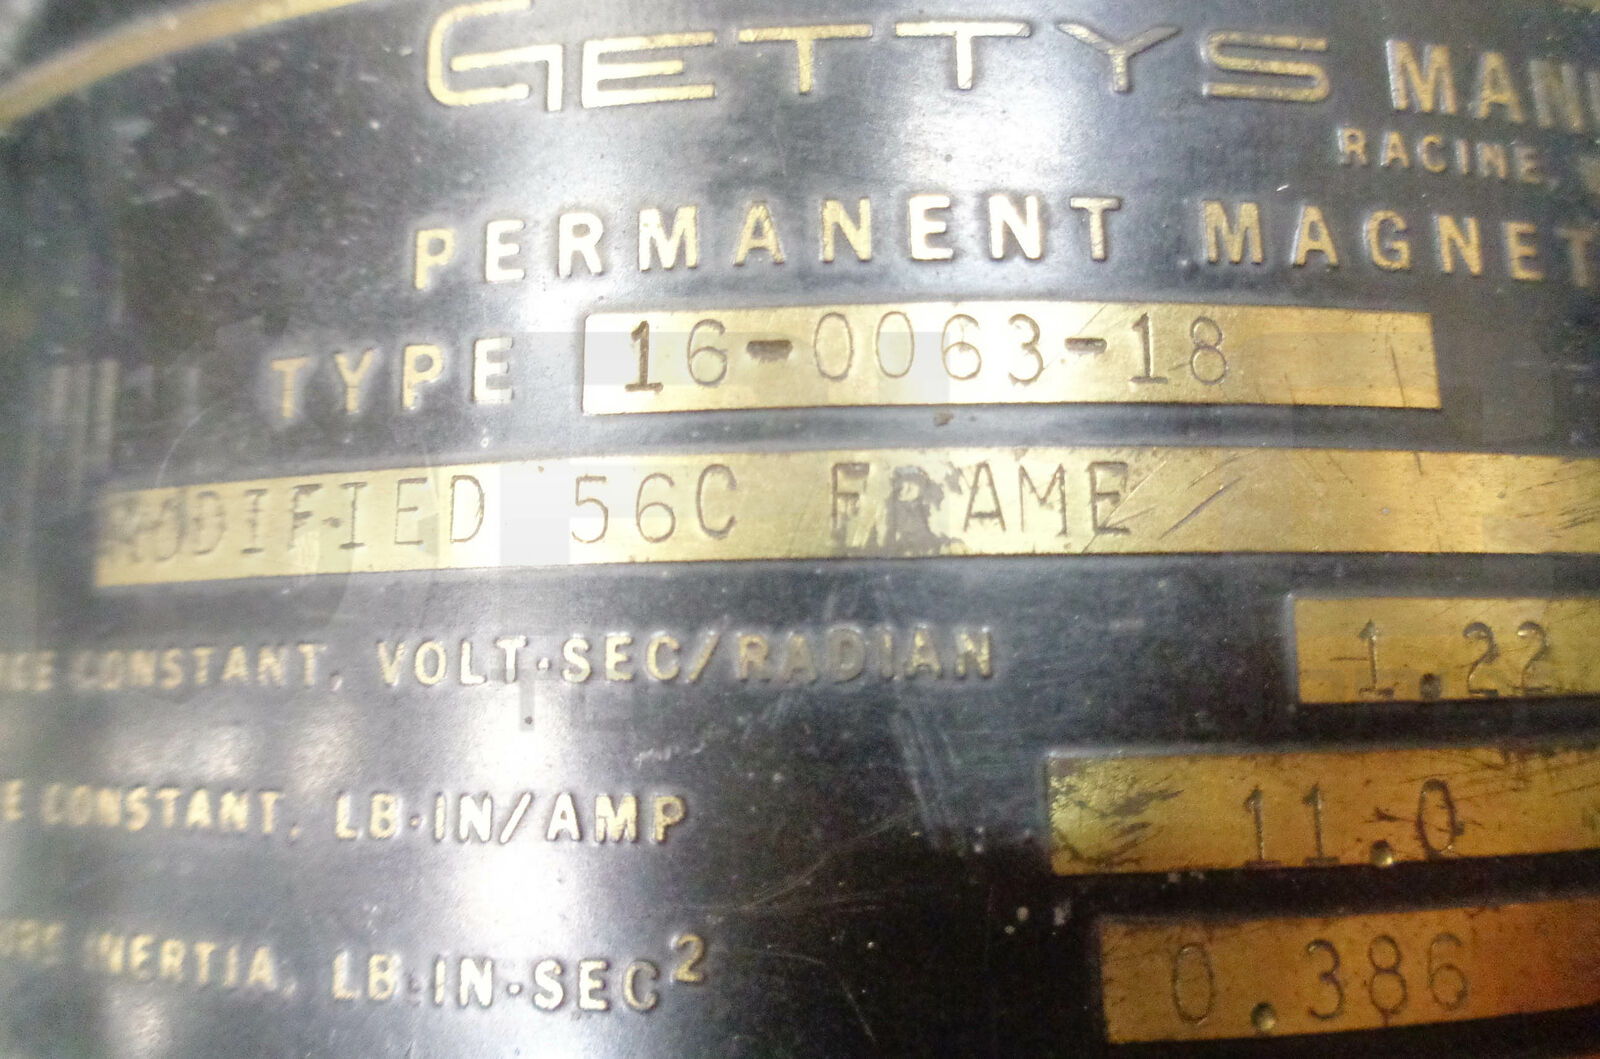 GETTYS MANU
RACINE, W
PERMANENT MAGNET
TYPE 16-0063-18
MODIFIED 56C FRAME
CONSTANT, VOLT-SEC/RADIAN 1.22
CONSTANT, LB-IN/AMP 11.0
INERTIA, LB-IN-SEC² 0.386